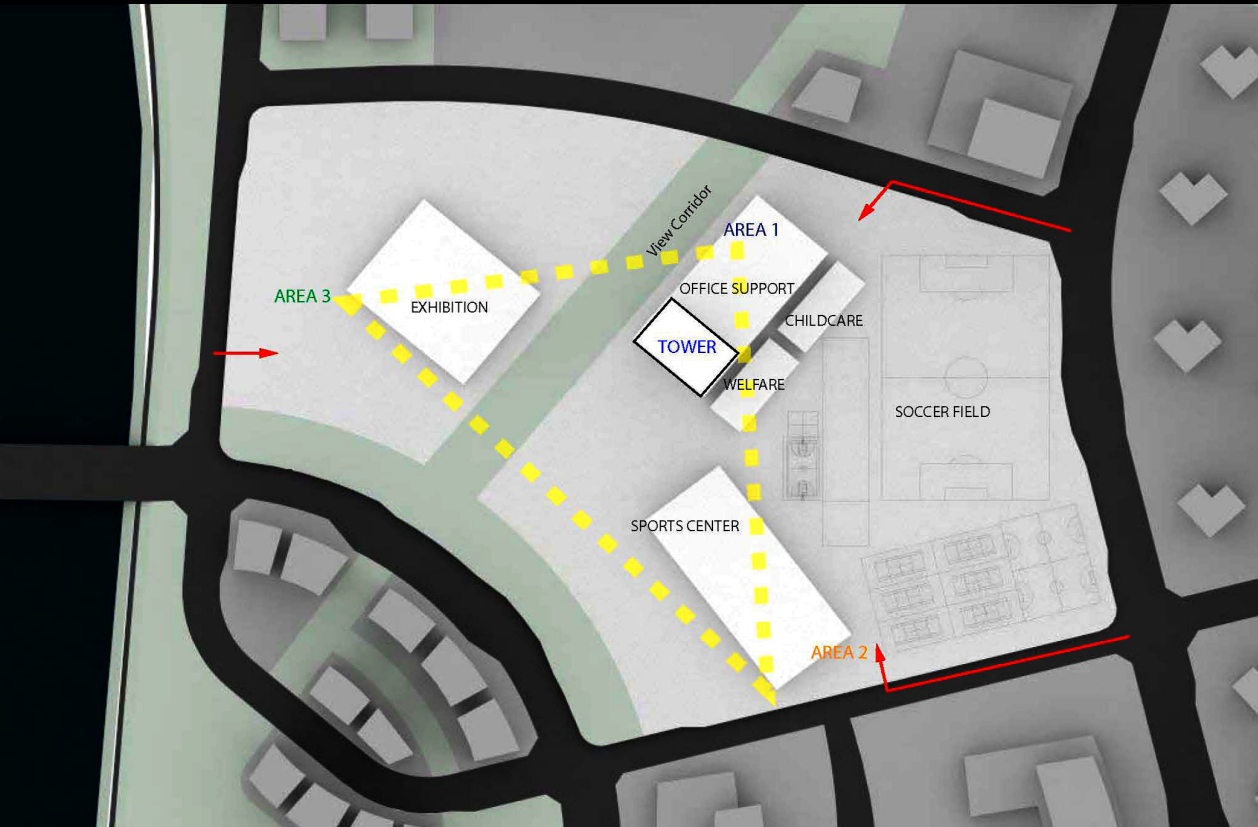 View Corridor
AREA 1
OFFICE SUPPORT
AREA 3
EXHIBITION
CHILDCARE
TOWER
WELFARE
SOCCER FIELD
SPORTS CENTER
AREA 2